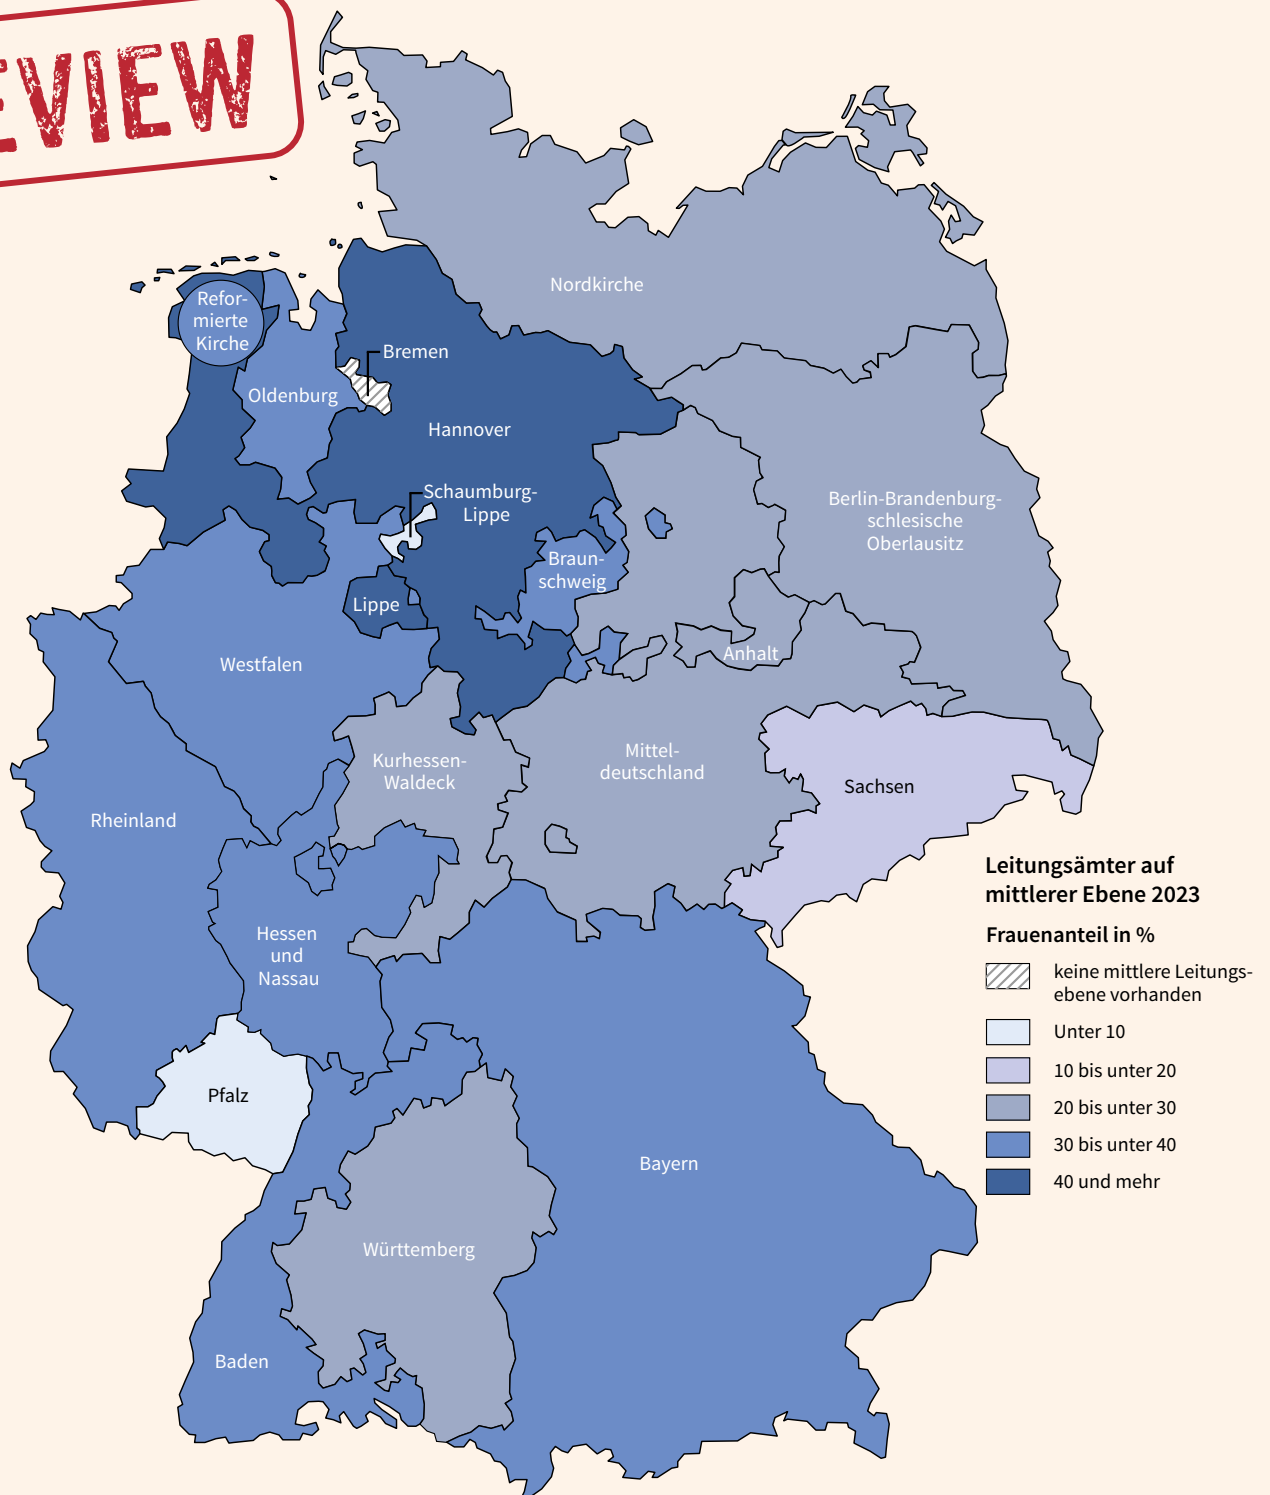 EVIEW
Nordkirche
Refor-
mierte
Kirche
Bremen
Oldenburg
Hannover
Schaumburg-
Lippe
Berlin-Brandenburg-
schlesische
Oberlausitz
Braun-
schweig
Lippe
Anhalt
Westfalen
Kurhessen-
Waldeck
Mittel-
deutschland
Sachsen
Rheinland
Hessen
und
Nassau
Pfalz
Bayern
Württemberg
Baden
Leitungsämter auf
mittlerer Ebene 2023
Frauenanteil in %
keine mittlere Leitungs-
ebene vorhanden
Unter 10
10 bis unter 20
20 bis unter 30
30 bis unter 40
40 und mehr